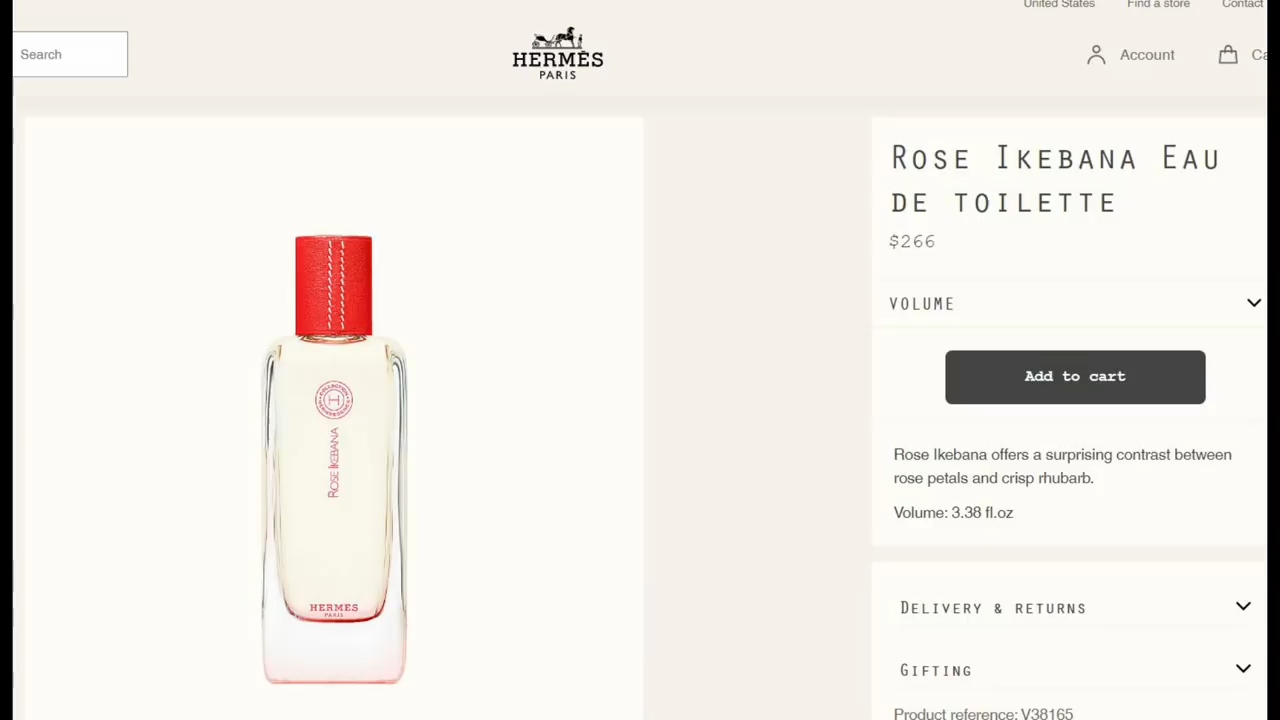 United States Find a store Contact
Search
HERMÈS
PARIS
Account
Ca
ROSE IKEBANA EAU
DE TOILETTE
$266
VOLUME
Add to cart
Rose Ikebana offers a surprising contrast between
rose petals and crisp rhubarb.
Volume: 3.38 fl.oz
DELIVERY & RETURNS
GIFTING
Product reference: V38165
H
ROSE IKEBANA
HERMES
PARIS